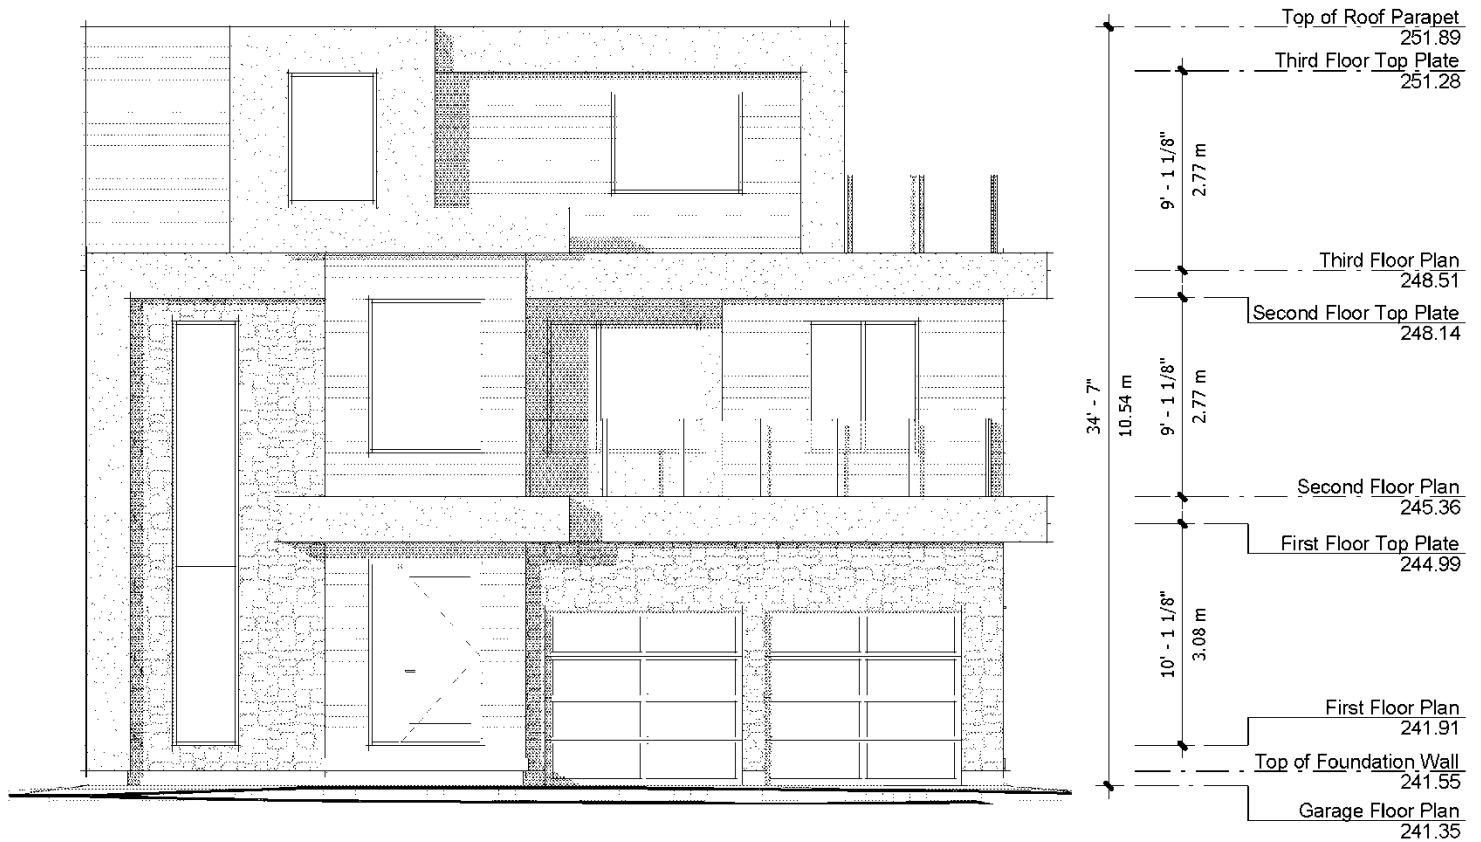 Top of Roof Parapet
251.89
Third Floor Top Plate
251.28
9' - 1 1/8"
2.77 m
Third Floor Plan
248.51
Second Floor Top Plate
248.14
34' - 7"
10.54 m
9' - 1 1/8"
2.77 m
Second Floor Plan
245.36
First Floor Top Plate
244.99
10' - 1 1/8"
3.08 m
First Floor Plan
241.91
Top of Foundation Wall
241.55
Garage Floor Plan
241.35